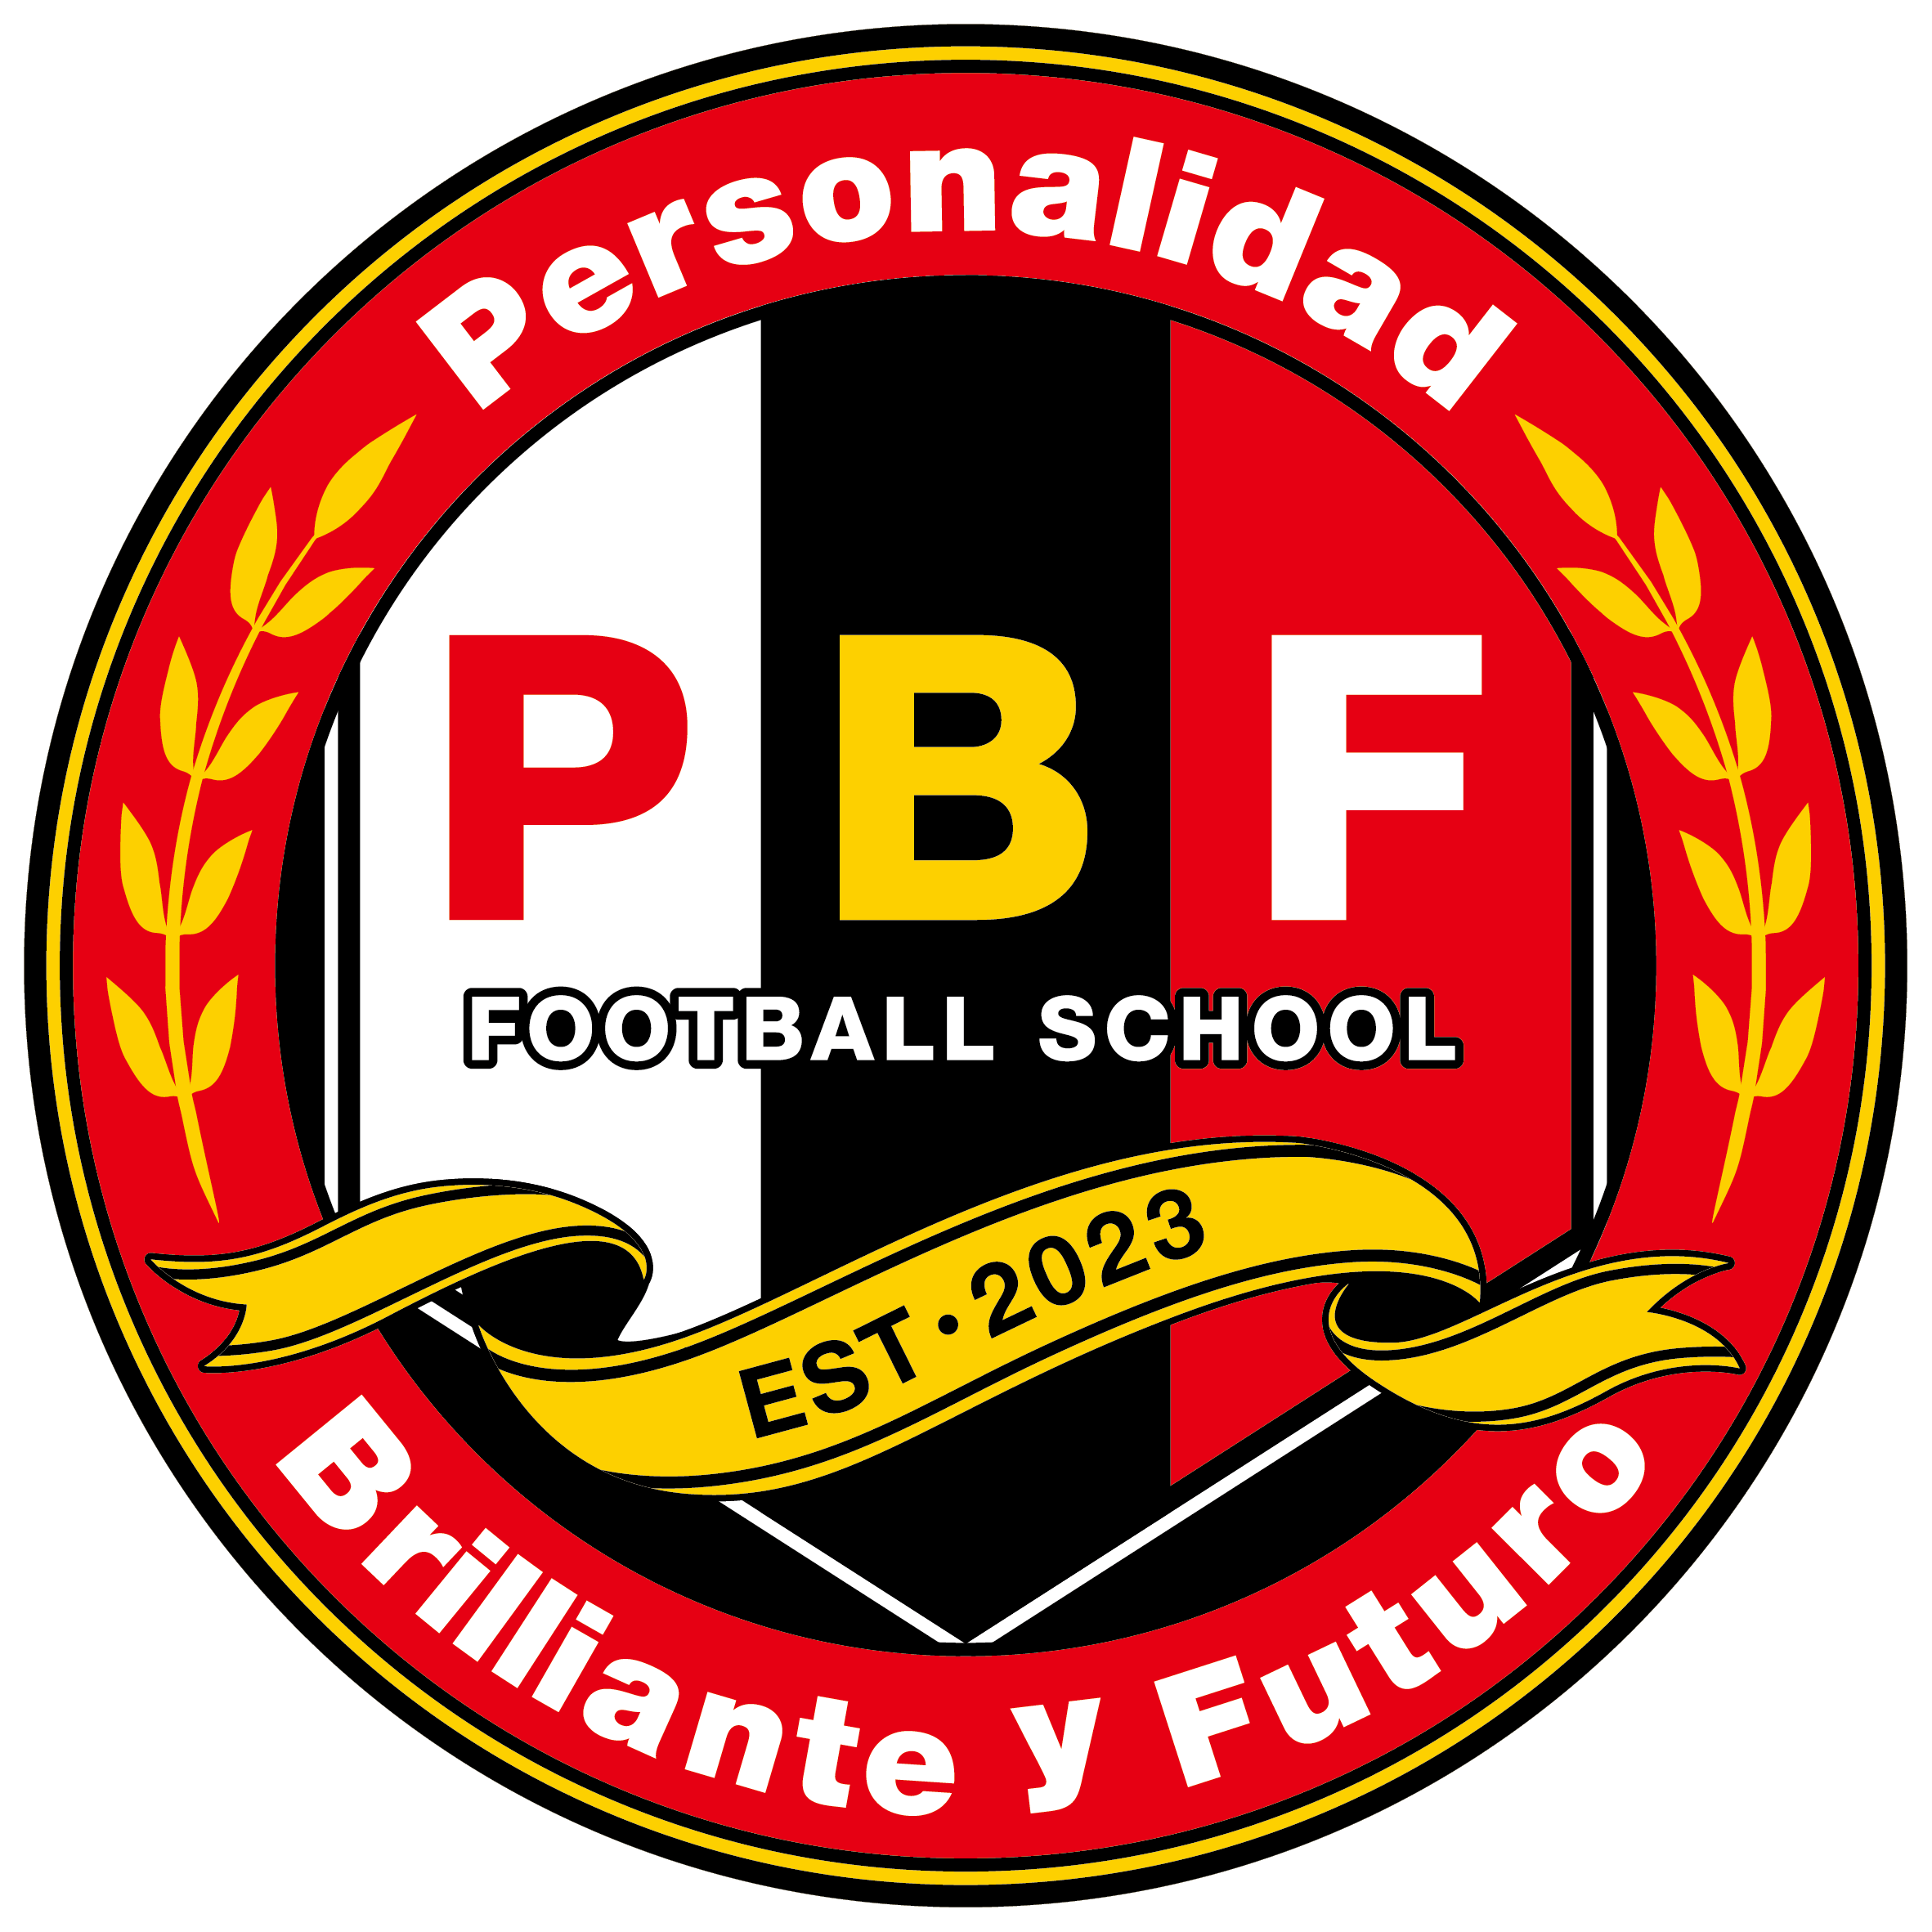 Personalidad
PBF
FOOTBALL SCHOOL
EST·2023
Brilliante y Futuro